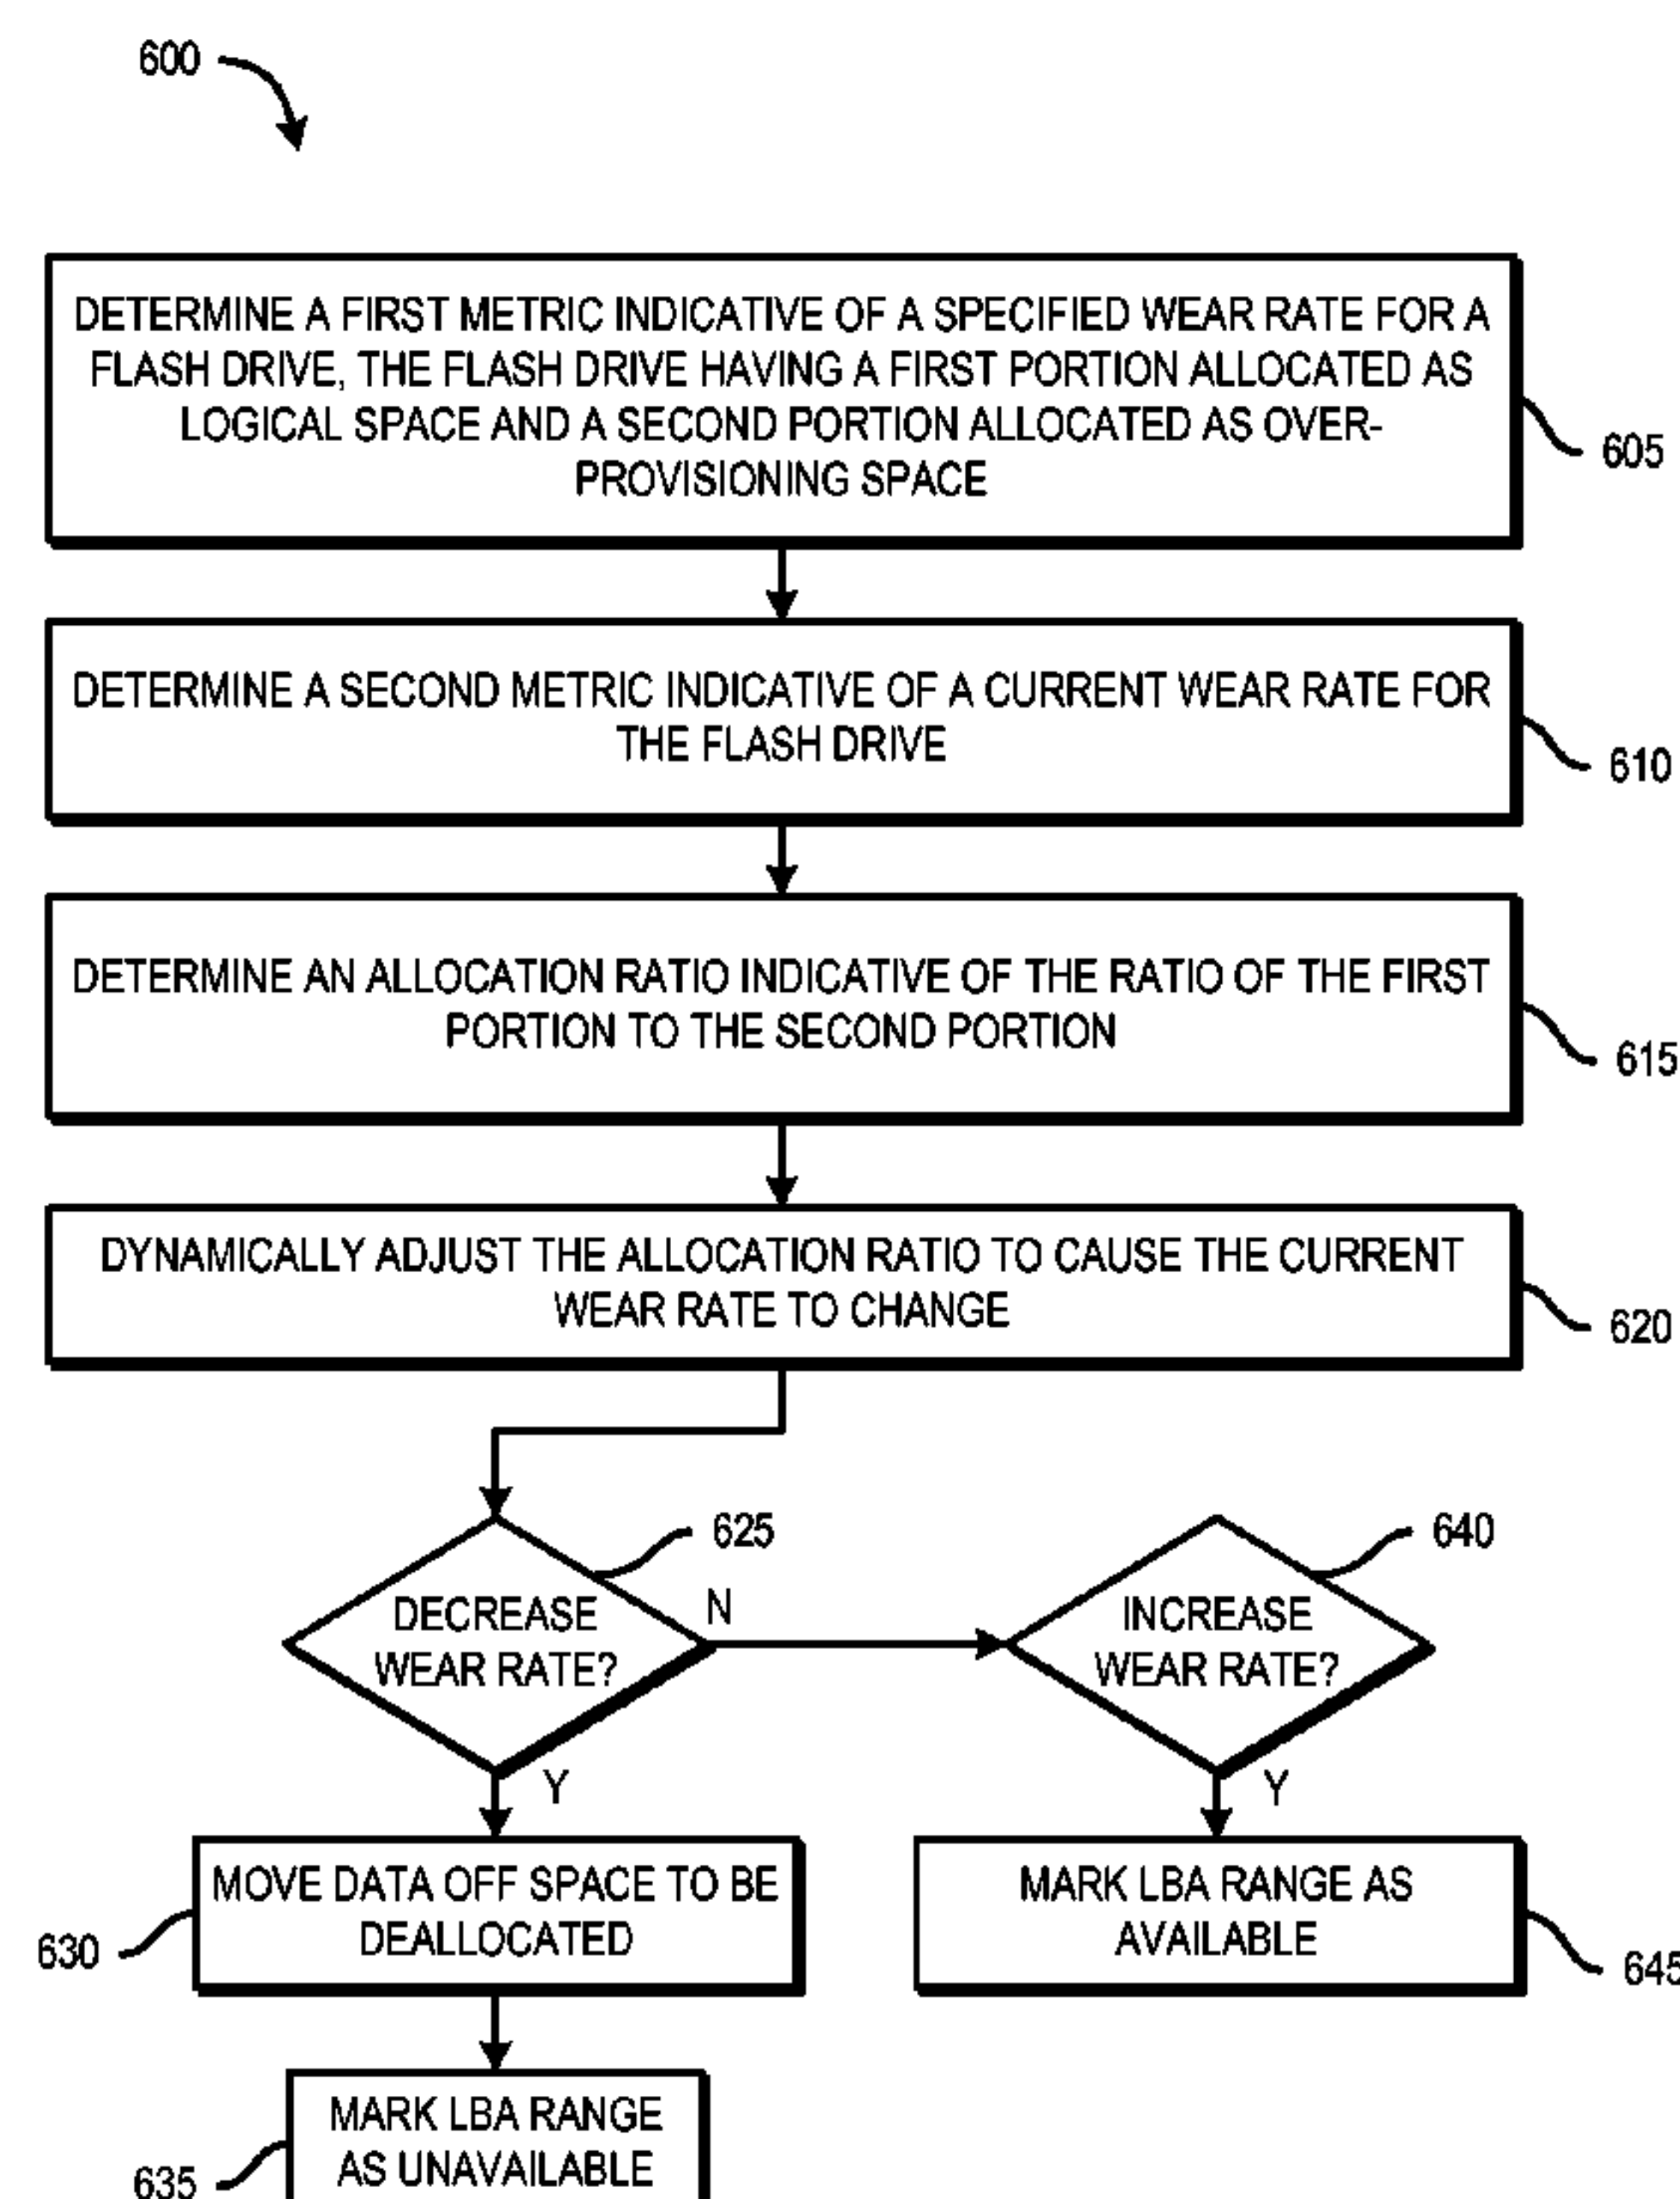 600
DETERMINE A FIRST METRIC INDICATIVE OF A SPECIFIED WEAR RATE FOR A
FLASH DRIVE, THE FLASH DRIVE HAVING A FIRST PORTION ALLOCATED AS
LOGICAL SPACE AND A SECOND PORTION ALLOCATED AS OVER-
PROVISIONING SPACE
605
DETERMINE A SECOND METRIC INDICATIVE OF A CURRENT WEAR RATE FOR
THE FLASH DRIVE
610
DETERMINE AN ALLOCATION RATIO INDICATIVE OF THE RATIO OF THE FIRST
PORTION TO THE SECOND PORTION
615
DYNAMICALLY ADJUST THE ALLOCATION RATIO TO CAUSE THE CURRENT
WEAR RATE TO CHANGE
620
DECREASE
WEAR RATE?
625
N
Y
INCREASE
WEAR RATE?
640
Y
MOVE DATA OFF SPACE TO BE
DEALLOCATED
630
MARK LBA RANGE AS
AVAILABLE
645
MARK LBA RANGE
AS UNAVAILABLE
635